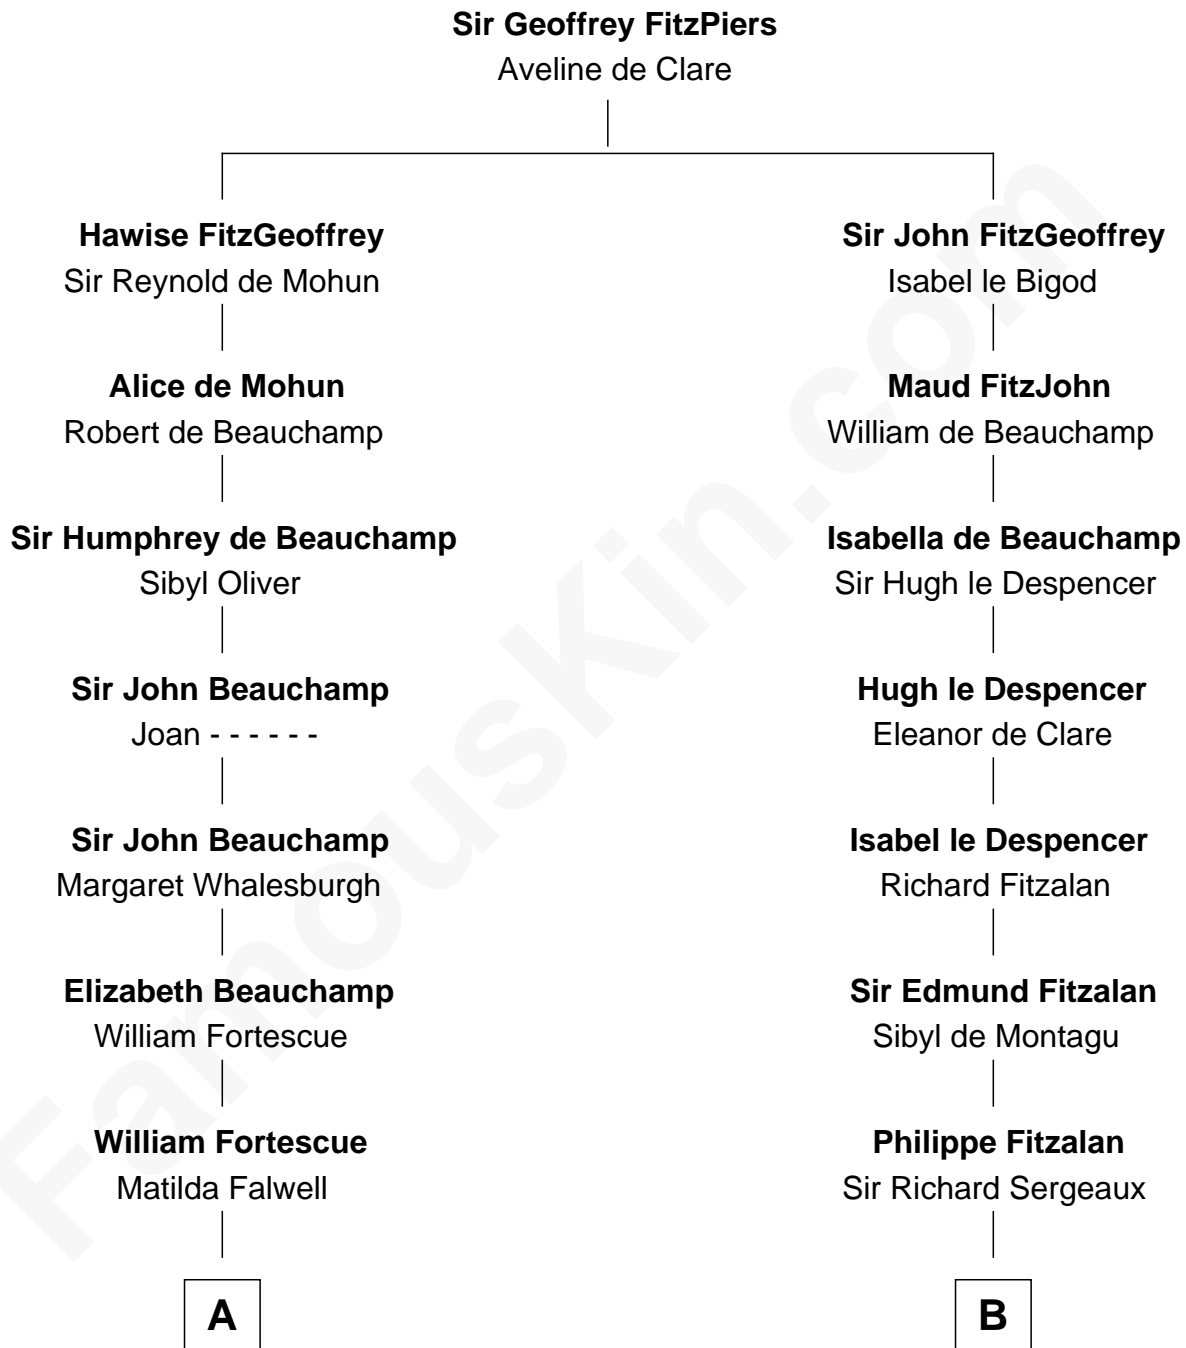 Sir Geoffrey FitzPiers
Aveline de Clare
Hawise FitzGeoffrey
Sir Reynold de Mohun
Alice de Mohun
Robert de Beauchamp
Sir Humphrey de Beauchamp
Sibyl Oliver
Sir John Beauchamp
Joan - - - - - -
Sir John Beauchamp
Margaret Whalesburgh
Elizabeth Beauchamp
William Fortescue
William Fortescue
Matilda Falwell
A
Sir John FitzGeoffrey
Isabel le Bigod
Maud FitzJohn
William de Beauchamp
Isabella de Beauchamp
Sir Hugh le Despencer
Hugh le Despencer
Eleanor de Clare
Isabel le Despencer
Richard Fitzalan
Sir Edmund Fitzalan
Sibyl de Montagu
Philippe Fitzalan
Sir Richard Sergeaux
B
FamousKin.com